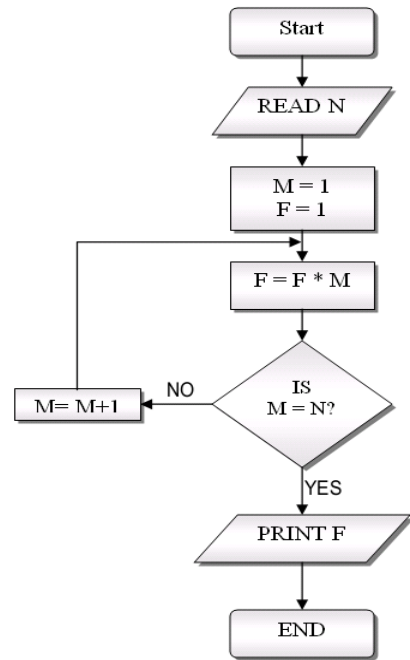 Start
READ N
M = 1
F = 1
F = F * M
IS
M = N?
NO
M= M+1
YES
PRINT F
END